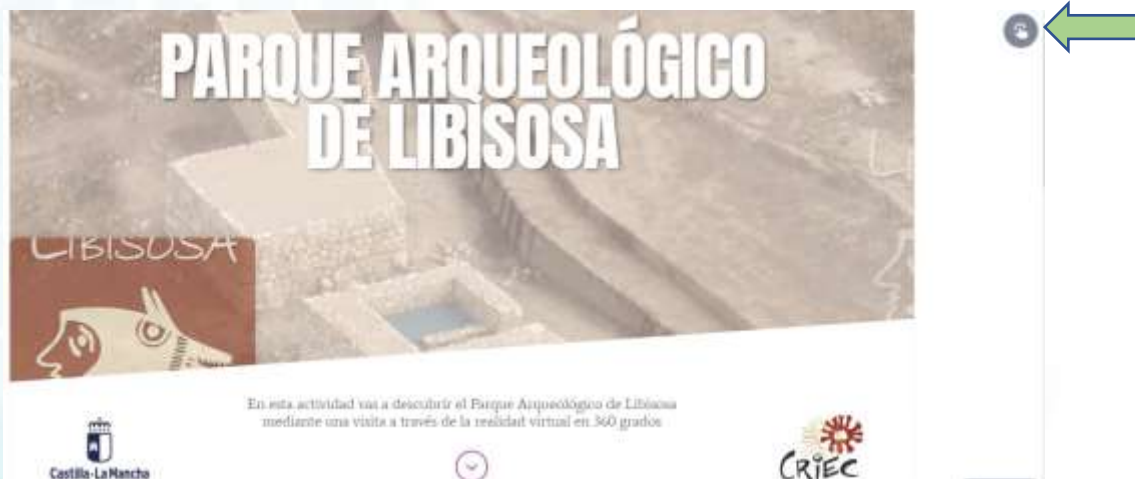 PARQUE ARQUEOLÓGICO
DE LIBISOSA
LIBISOSA
En esta actividad vas a descubrir el Parque Arqueológico de Libisosa
mediante una visita a través de la realidad virtual en 360 grados
Castilla-La Mancha
CRIEC